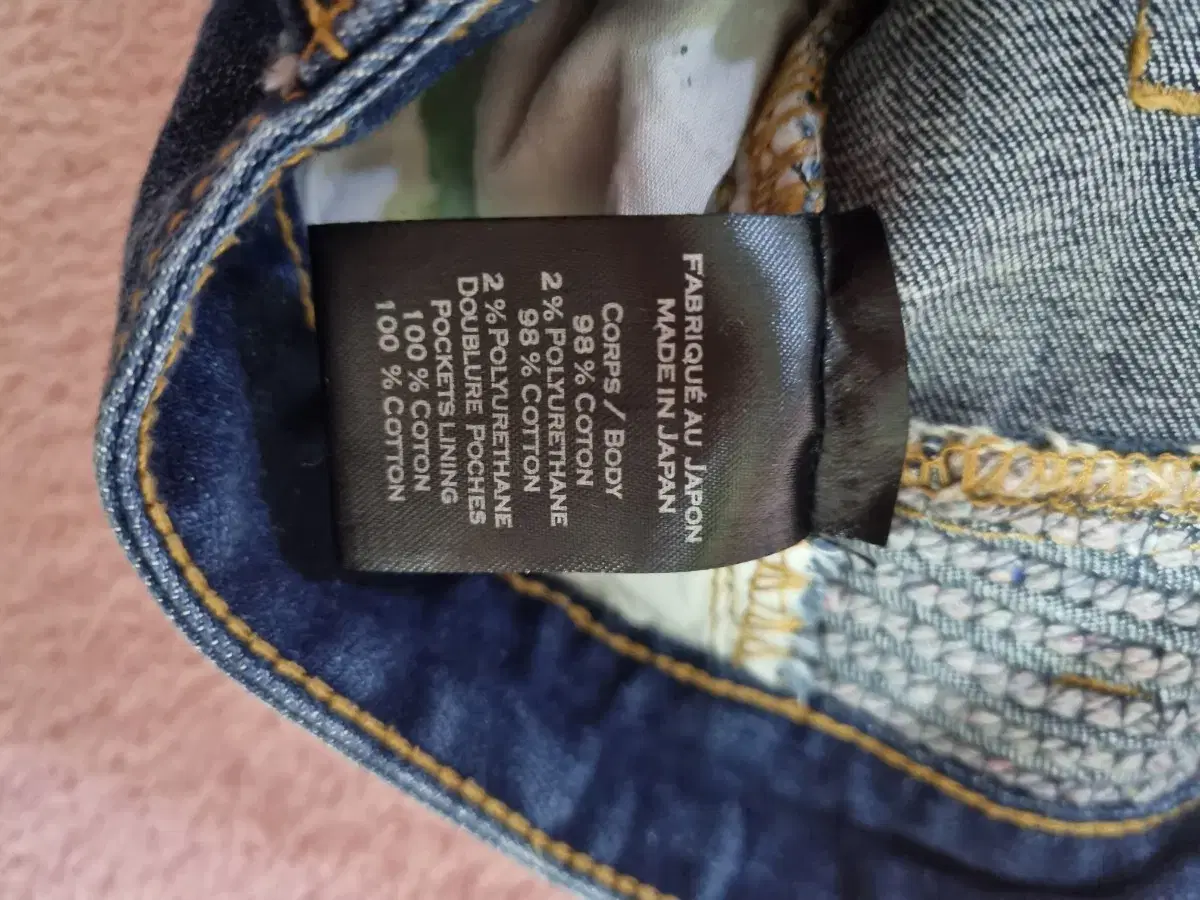 FABRIQUÉ AU JAPON
MADE IN JAPAN
CORPS / BODY
98 % COTON
2 % POLYURETHANE
98 % COTTON
2 % POLYURETHANE
DOUBLURE POCHES
POCKETS LINING
100 % COTON
100 % COTTON